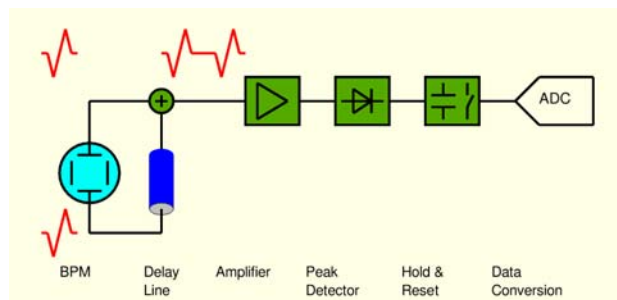 +
ADC
BPM
Delay
Line
Amplifier
Peak
Detector
Hold &
Reset
Data
Conversion